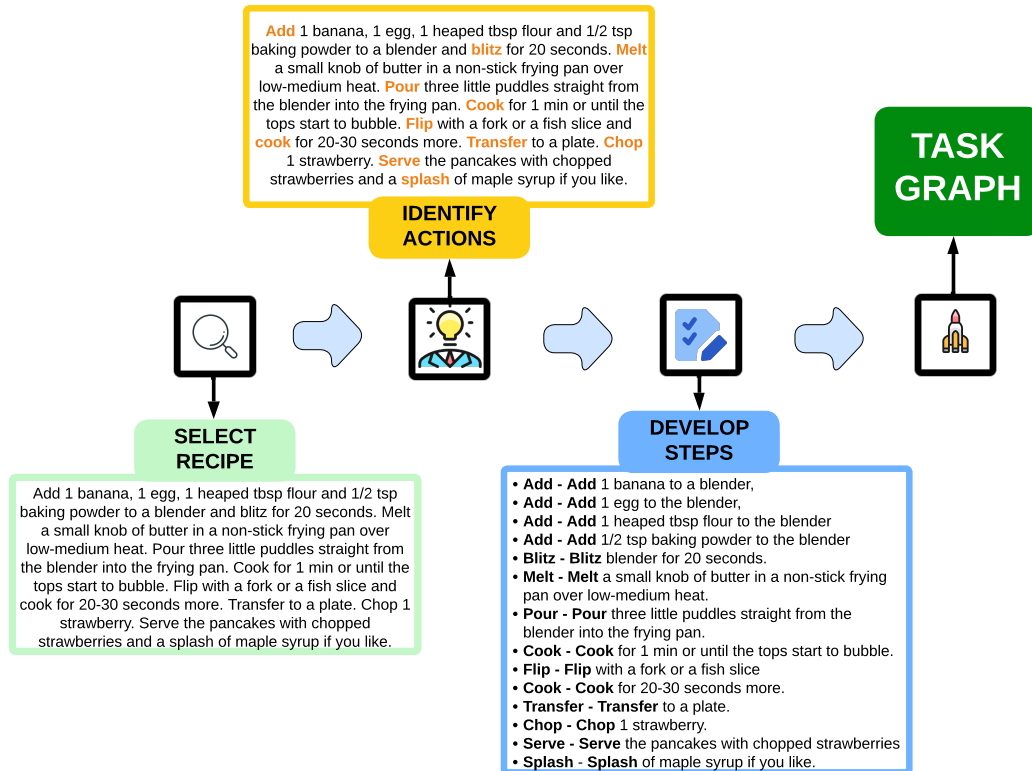 Add 1 banana, 1 egg, 1 heaped tbsp flour and 1/2 tsp
baking powder to a blender and blitz for 20 seconds. Melt
a small knob of butter in a non-stick frying pan over
low-medium heat. Pour three little puddles straight from
the blender into the frying pan. Cook for 1 min or until the
tops start to bubble. Flip with a fork or a fish slice and
cook for 20-30 seconds more. Transfer to a plate. Chop
1 strawberry. Serve the pancakes with chopped
strawberries and a splash of maple syrup if you like.
IDENTIFY
ACTIONS
TASK
GRAPH
SELECT
RECIPE
Add 1 banana, 1 egg, 1 heaped tbsp flour and 1/2 tsp
baking powder to a blender and blitz for 20 seconds. Melt
a small knob of butter in a non-stick frying pan over
low-medium heat. Pour three little puddles straight from
the blender into the frying pan. Cook for 1 min or until the
tops start to bubble. Flip with a fork or a fish slice and
cook for 20-30 seconds more. Transfer to a plate. Chop 1
strawberry. Serve the pancakes with chopped
strawberries and a splash of maple syrup if you like.
DEVELOP
STEPS
• Add - Add 1 banana to a blender,
• Add - Add 1 egg to the blender,
• Add - Add 1 heaped tbsp flour to the blender
• Add - Add 1/2 tsp baking powder to the blender
• Blitz - Blitz blender for 20 seconds.
• Melt - Melt a small knob of butter in a non-stick frying
pan over low-medium heat.
• Pour - Pour three little puddles straight from the
blender into the frying pan.
• Cook - Cook for 1 min or until the tops start to bubble.
• Flip - Flip with a fork or a fish slice
• Cook - Cook for 20-30 seconds more.
• Transfer - Transfer to a plate.
• Chop - Chop 1 strawberry.
• Serve - Serve the pancakes with chopped strawberries
• Splash - Splash of maple syrup if you like.